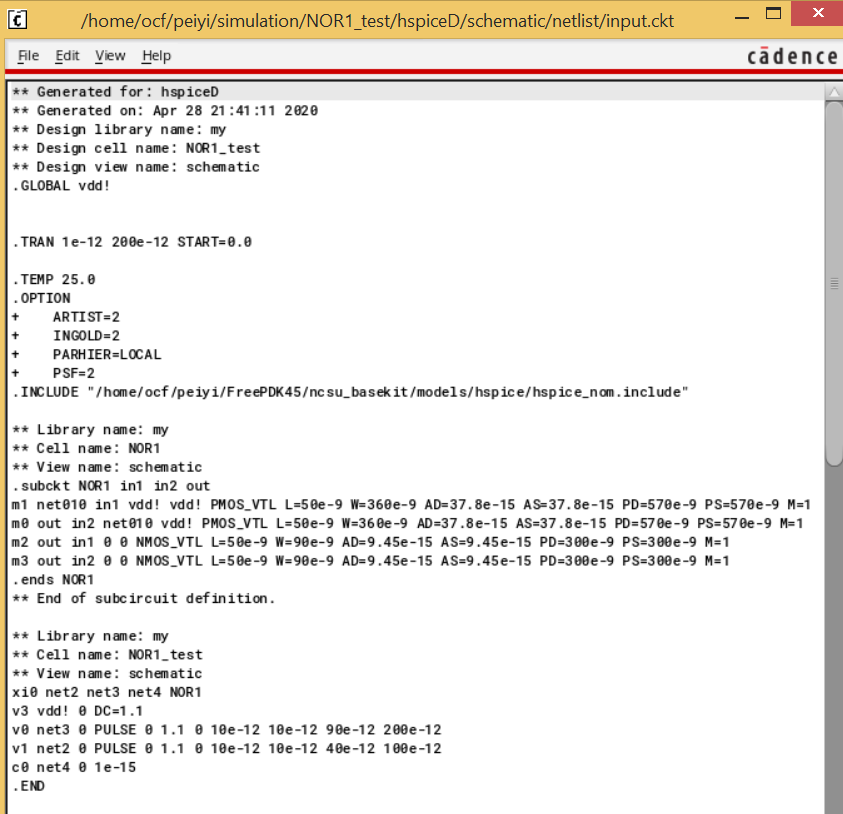 /home/ocf/peiyi/simulation/NOR1_test/hspiceD/schematic/netlist/input.ckt
File Edit View Help
cādence
** Generated for: hspiceD
** Generated on: Apr 28 21:41:11 2020
** Design library name: my
** Design cell name: NOR1_test
** Design view name: schematic
.GLOBAL vdd!
.TRAN 1e-12 200e-12 START=0.0
.TEMP 25.0
.OPTION
+    ARTIST=2
+    INGOLD=2
+    PARHIER=LOCAL
+    PSF=2
.INCLUDE "/home/ocf/peiyi/FreePDK45/ncsu_basekit/models/hspice/hspice_nom.include"
** Library name: my
** Cell name: NOR1
** View name: schematic
.subckt NOR1 in1 in2 out
m1 net010 in1 vdd! vdd! PMOS_VTL L=50e-9 W=360e-9 AD=37.8e-15 AS=37.8e-15 PD=570e-9 PS=570e-9 M=1
m0 out in2 net010 vdd! PMOS_VTL L=50e-9 W=360e-9 AD=37.8e-15 AS=37.8e-15 PD=570e-9 PS=570e-9 M=1
m2 out in1 0 0 NMOS_VTL L=50e-9 W=90e-9 AD=9.45e-15 AS=9.45e-15 PD=300e-9 PS=300e-9 M=1
m3 out in2 0 0 NMOS_VTL L=50e-9 W=90e-9 AD=9.45e-15 AS=9.45e-15 PD=300e-9 PS=300e-9 M=1
.ends NOR1
** End of subcircuit definition.
** Library name: my
** Cell name: NOR1_test
** View name: schematic
xi0 net2 net3 net4 NOR1
v3 vdd! 0 DC=1.1
v0 net3 0 PULSE 0 1.1 0 10e-12 10e-12 90e-12 200e-12
v1 net2 0 PULSE 0 1.1 0 10e-12 10e-12 40e-12 100e-12
c0 net4 0 1e-15
.END